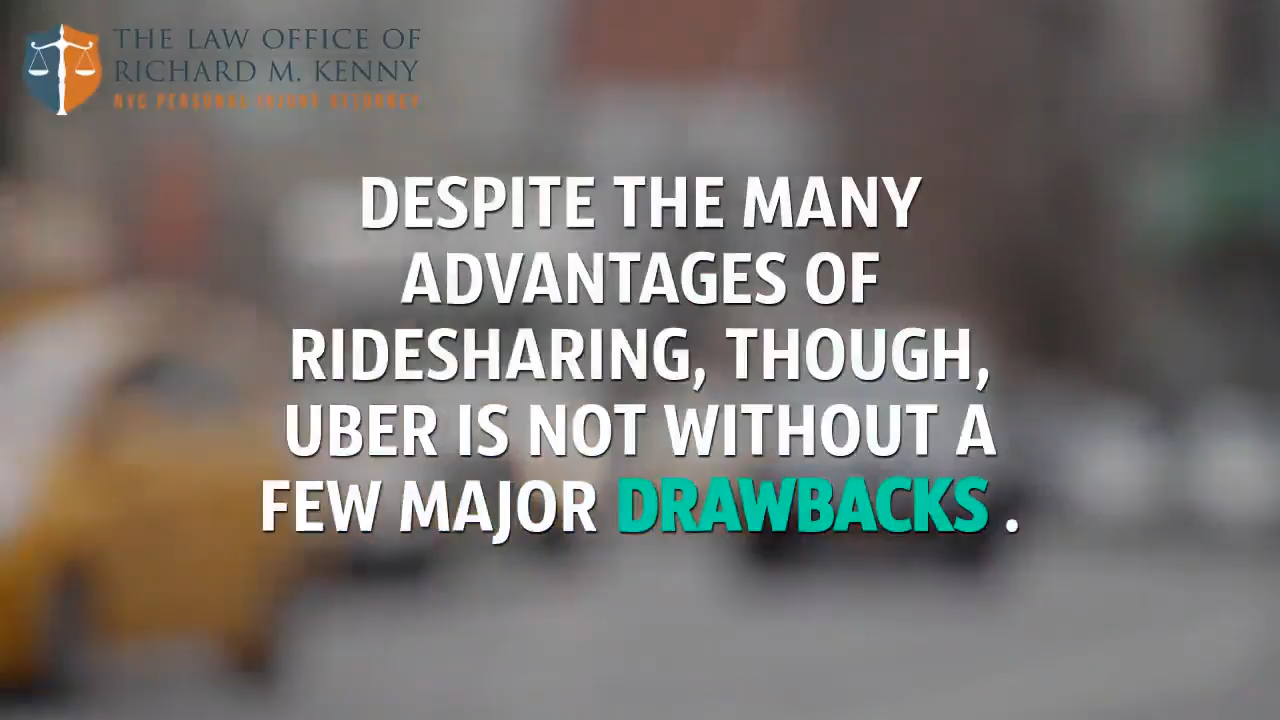 THE LAW OFFICE OF
RICHARD M. KENNY
NYC PERSONAL INJURY ATTORNEY
DESPITE THE MANY
ADVANTAGES OF
RIDESHARING, THOUGH,
UBER IS NOT WITHOUT A
FEW MAJOR DRAWBACKS .